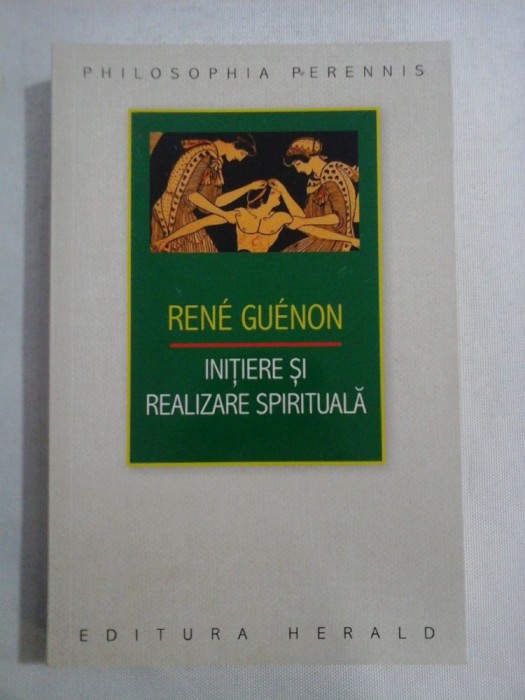 PHILOSOPHIA PERENNIS
RENÉ GUÉNON
INIȚIERE ȘI
REALIZARE SPIRITUALĂ
EDITURA HERALD